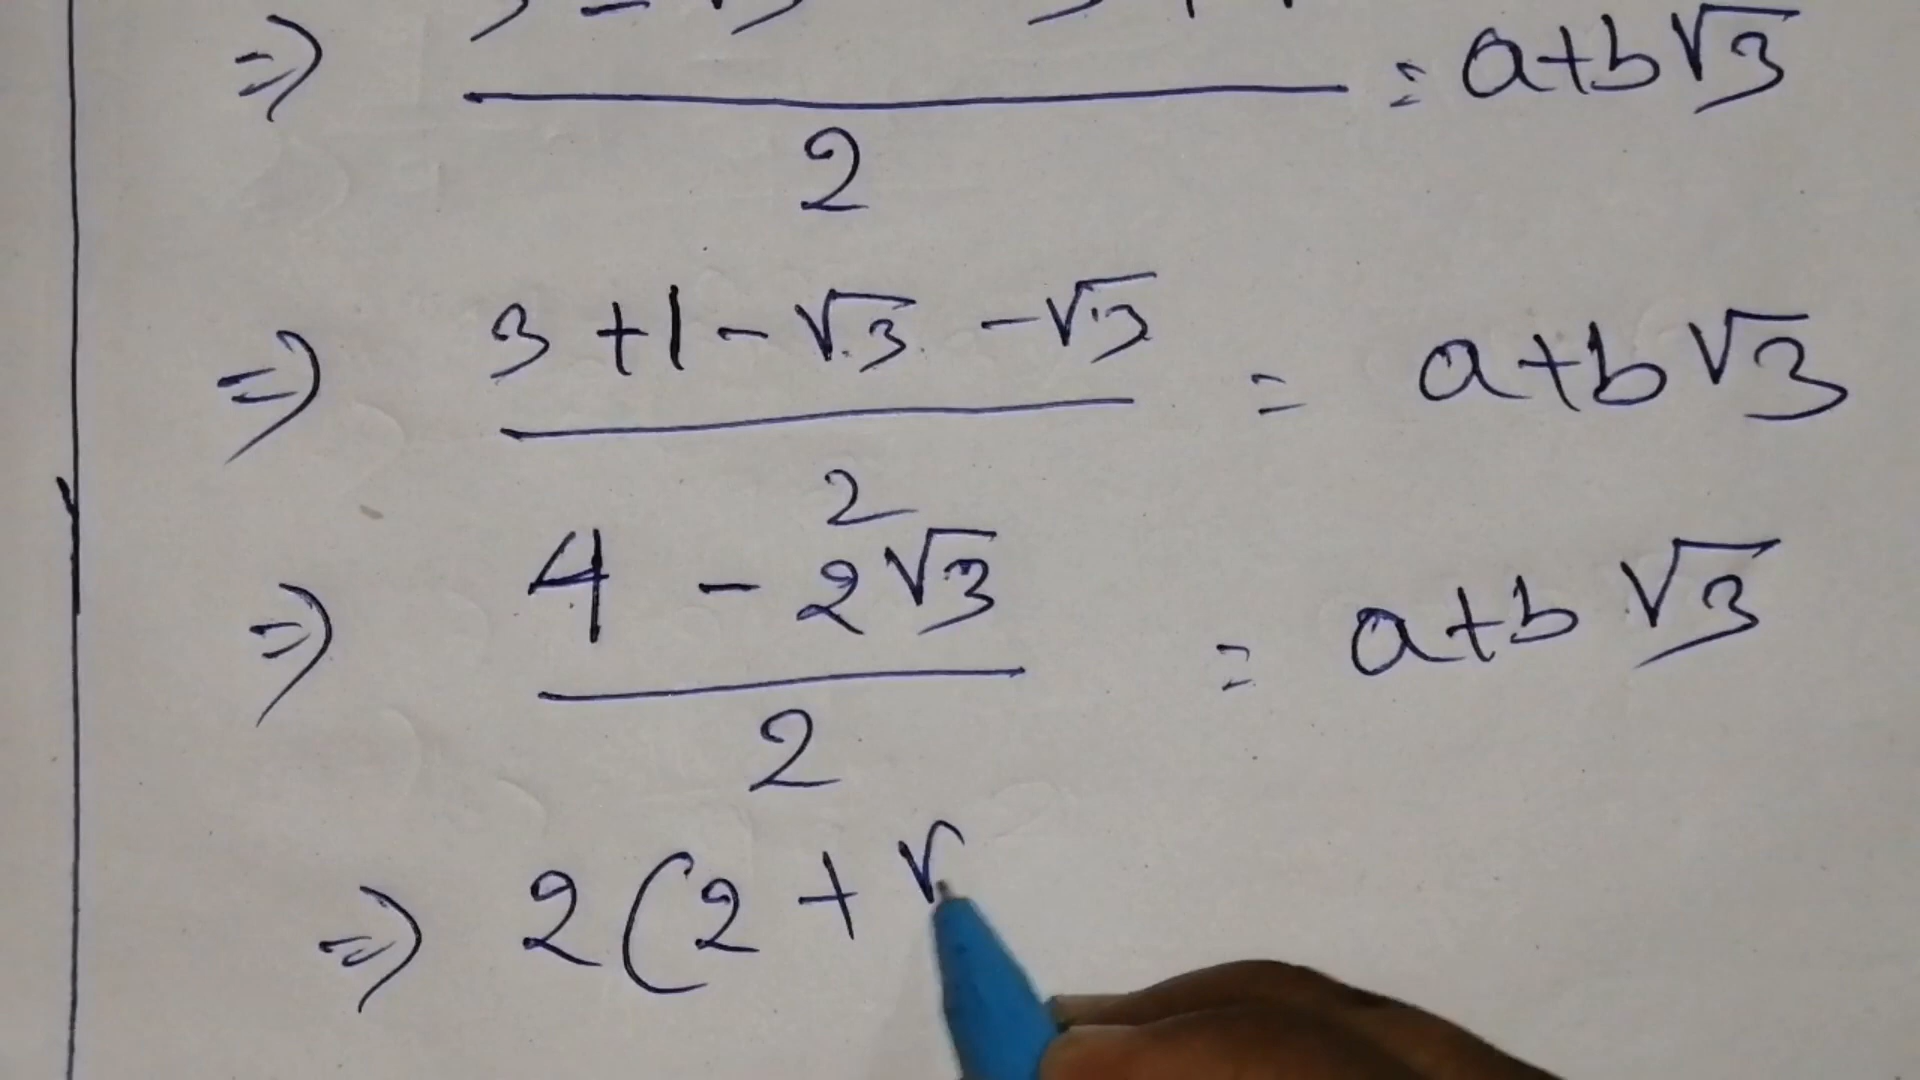 ⇒ = a+b√3
2
⇒ 3+1-√3-√3 = a+b√3
2
⇒ 4-2√3 = a+b√3
2
⇒ 2(2+√